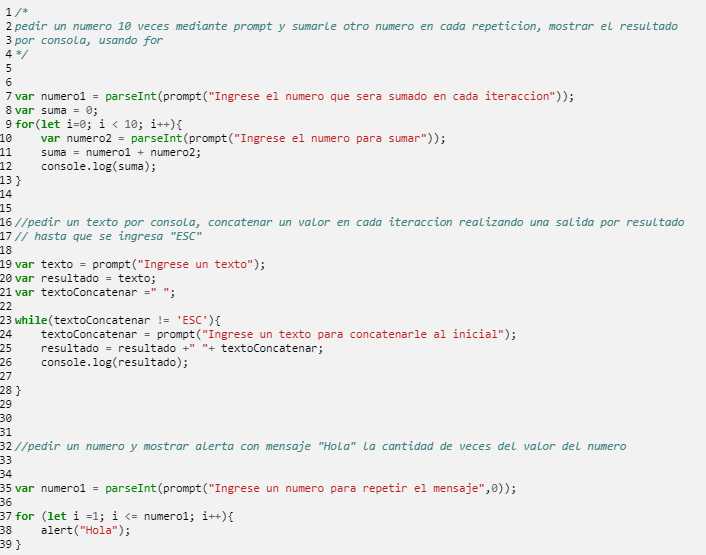 1 /*
2 pedir un numero 10 veces mediante prompt y sumarle otro numero en cada repeticion, mostrar el resultado
3 por consola, usando for
4 */
5
6
7 var numero1 = parseInt(prompt("Ingrese el numero que sera sumado en cada iteraccion"));
8 var suma = 0;
9 for(let i=0; i < 10; i++){
10     var numero2 = parseInt(prompt("Ingrese el numero para sumar"));
11     suma = numero1 + numero2;
12     console.log(suma);
13 }
14
15
16 //pedir un texto por consola, concatenar un valor en cada iteraccion realizando una salida por resultado
17 // hasta que se ingresa "ESC"
18
19 var texto = prompt("Ingrese un texto");
20 var resultado = texto;
21 var textoConcatenar =" ";
22
23 while(textoConcatenar != 'ESC'){
24     textoConcatenar = prompt("Ingrese un texto para concatenarle al inicial");
25     resultado = resultado +" "+ textoConcatenar;
26     console.log(resultado);
27
28 }
29
30
31
32 //pedir un numero y mostrar alerta con mensaje "Hola" la cantidad de veces del valor del numero
33
34
35 var numero1 = parseInt(prompt("Ingrese un numero para repetir el mensaje",0));
36
37 for (let i =1; i <= numero1; i++){
38     alert("Hola");
39 }